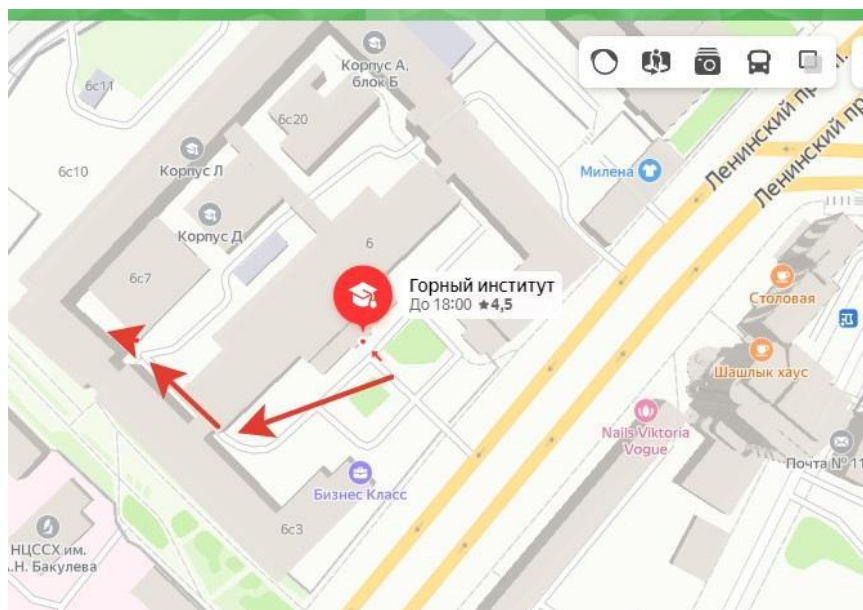 Корпус А,
блок Б
6с11
6с20
6с10
Корпус Л
Корпус Д
6
6с7
Милена
Ленинский пр
Ленинский пр
Горный институт
До 18:00 ★4,5
Столовая
Шашлык хаус
Nails Viktoria
Vogue
Почта № 11
Бизнес Класс
6с3
НЦССХ им.
.Н. Бакулева